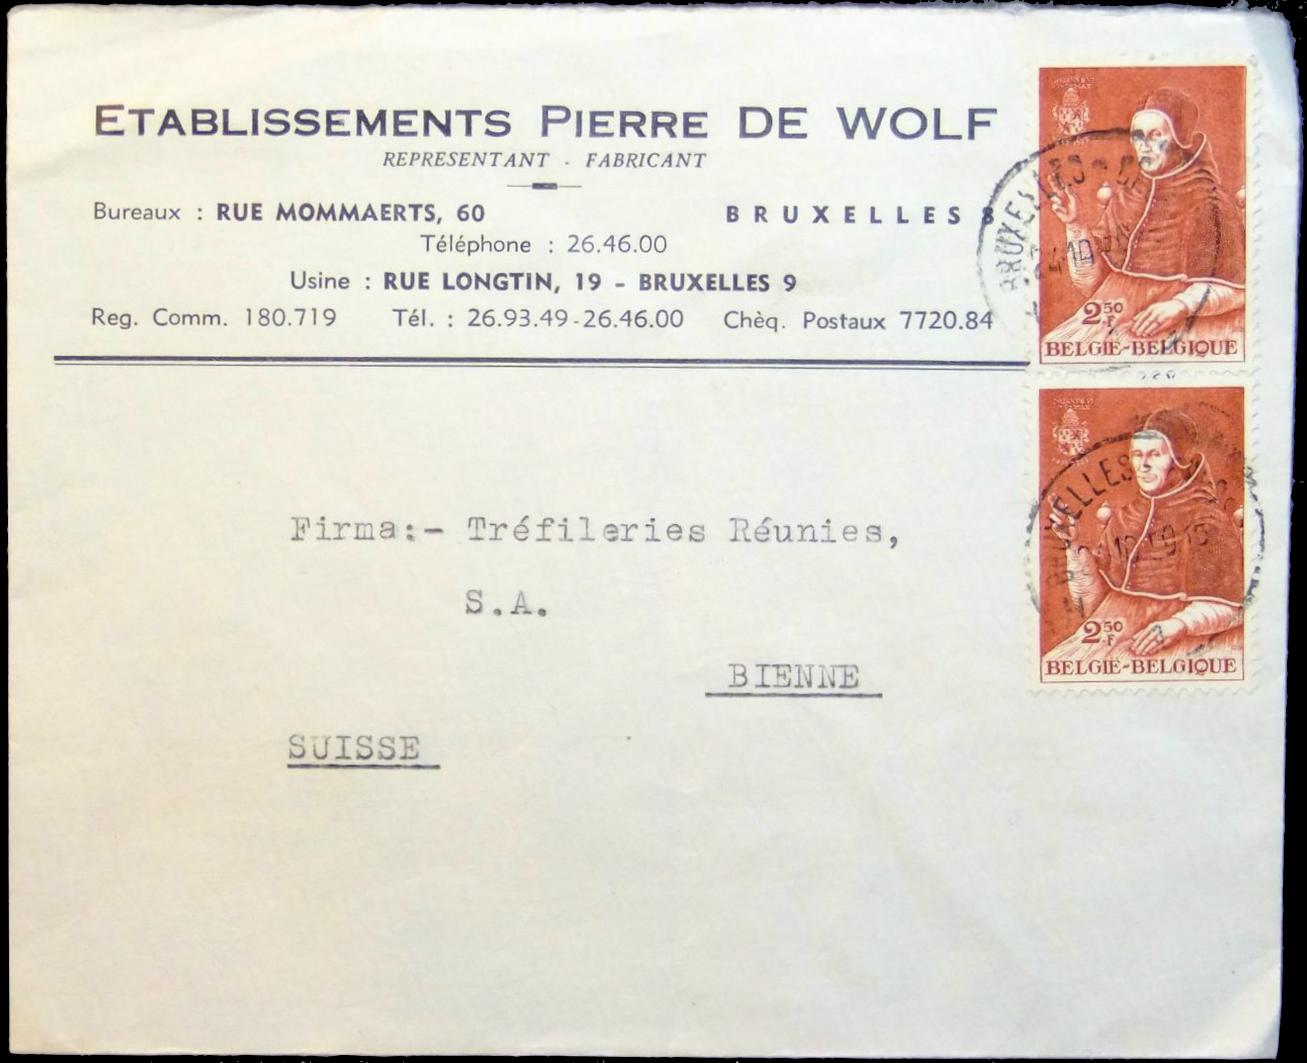 ETABLISSEMENTS PIERRE DE WOLF
REPRESENTANT - FABRICANT
Bureaux : RUE MOMMAERTS, 60 BRUXELLES 8
Téléphone : 26.46.00
Usine : RUE LONGTIN, 19 - BRUXELLES 9
Reg. Comm. 180.719 Tél. : 26.93.49-26.46.00 Chèq. Postaux 7720.84
BRUXELLES
2 50 F
BELGIE-BELGIQUE
BRUXELLES
2 50 F
BELGIE-BELGIQUE
Firma:- Tréfileries Réunies,
S.A.
BIENNE
SUISSE